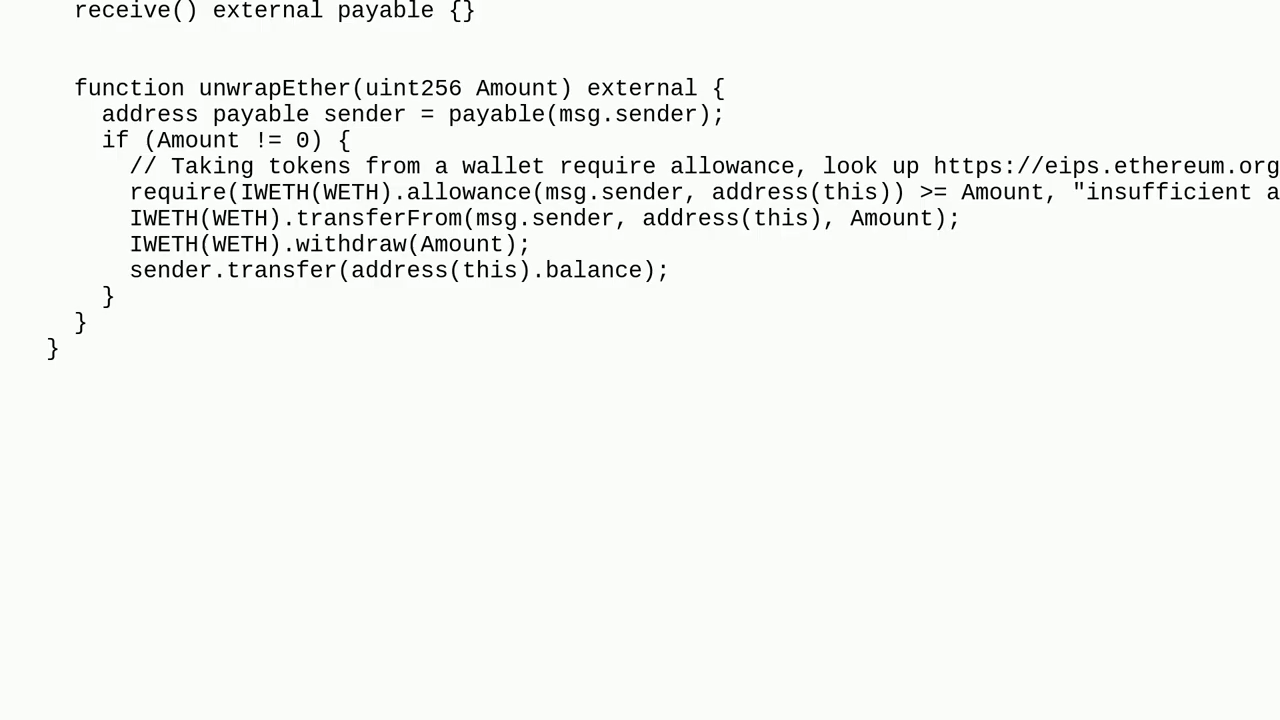 receive() external payable {}
function unwrapEther(uint256 Amount) external {
address payable sender = payable(msg.sender);
if (Amount != 0) {
// Taking tokens from a wallet require allowance, look up https://eips.ethereum.org
require(IWETH(WETH).allowance(msg.sender, address(this)) >= Amount, "insufficient a
IWETH(WETH).transferFrom(msg.sender, address(this), Amount);
IWETH(WETH).withdraw(Amount);
sender.transfer(address(this).balance);
}
}
}